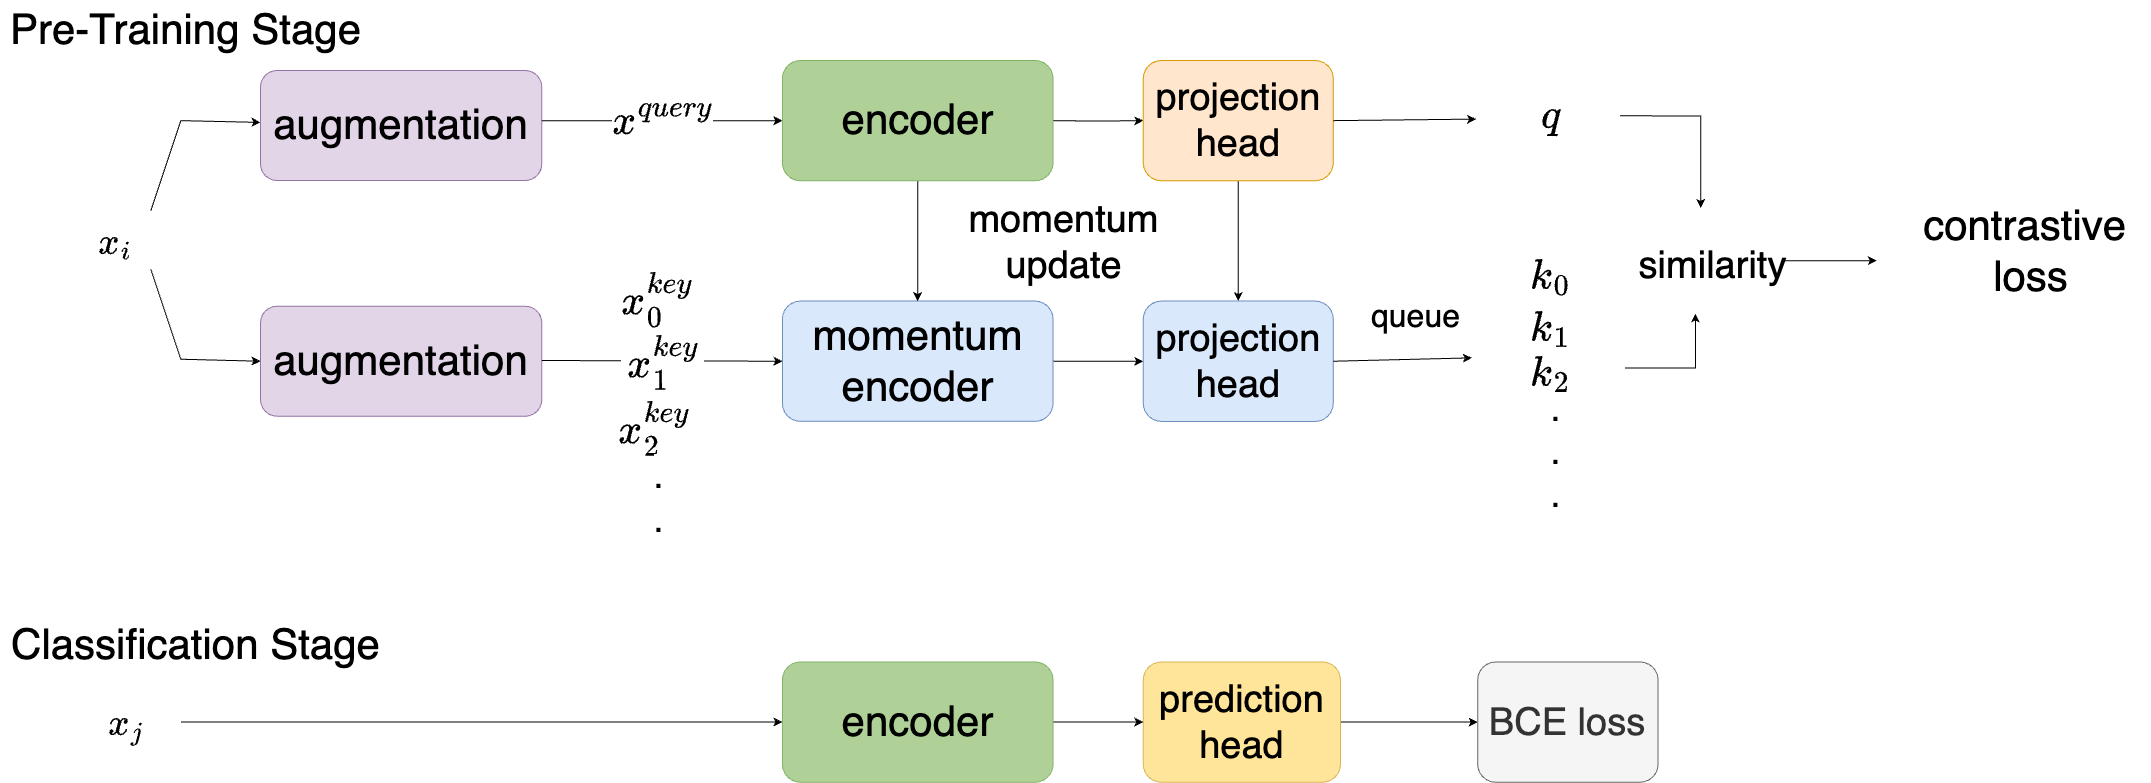 Pre-Training Stage
augmentation
x^{query}
encoder
projection
head
q
x_i
momentum
update
similarity
contrastive
loss
augmentation
x_0^{key}
x_1^{key}
x_2^{key}
.
.
momentum
encoder
projection
head
queue
k_0
k_1
k_2
.
.
.
Classification Stage
x_j
encoder
prediction
head
BCE loss